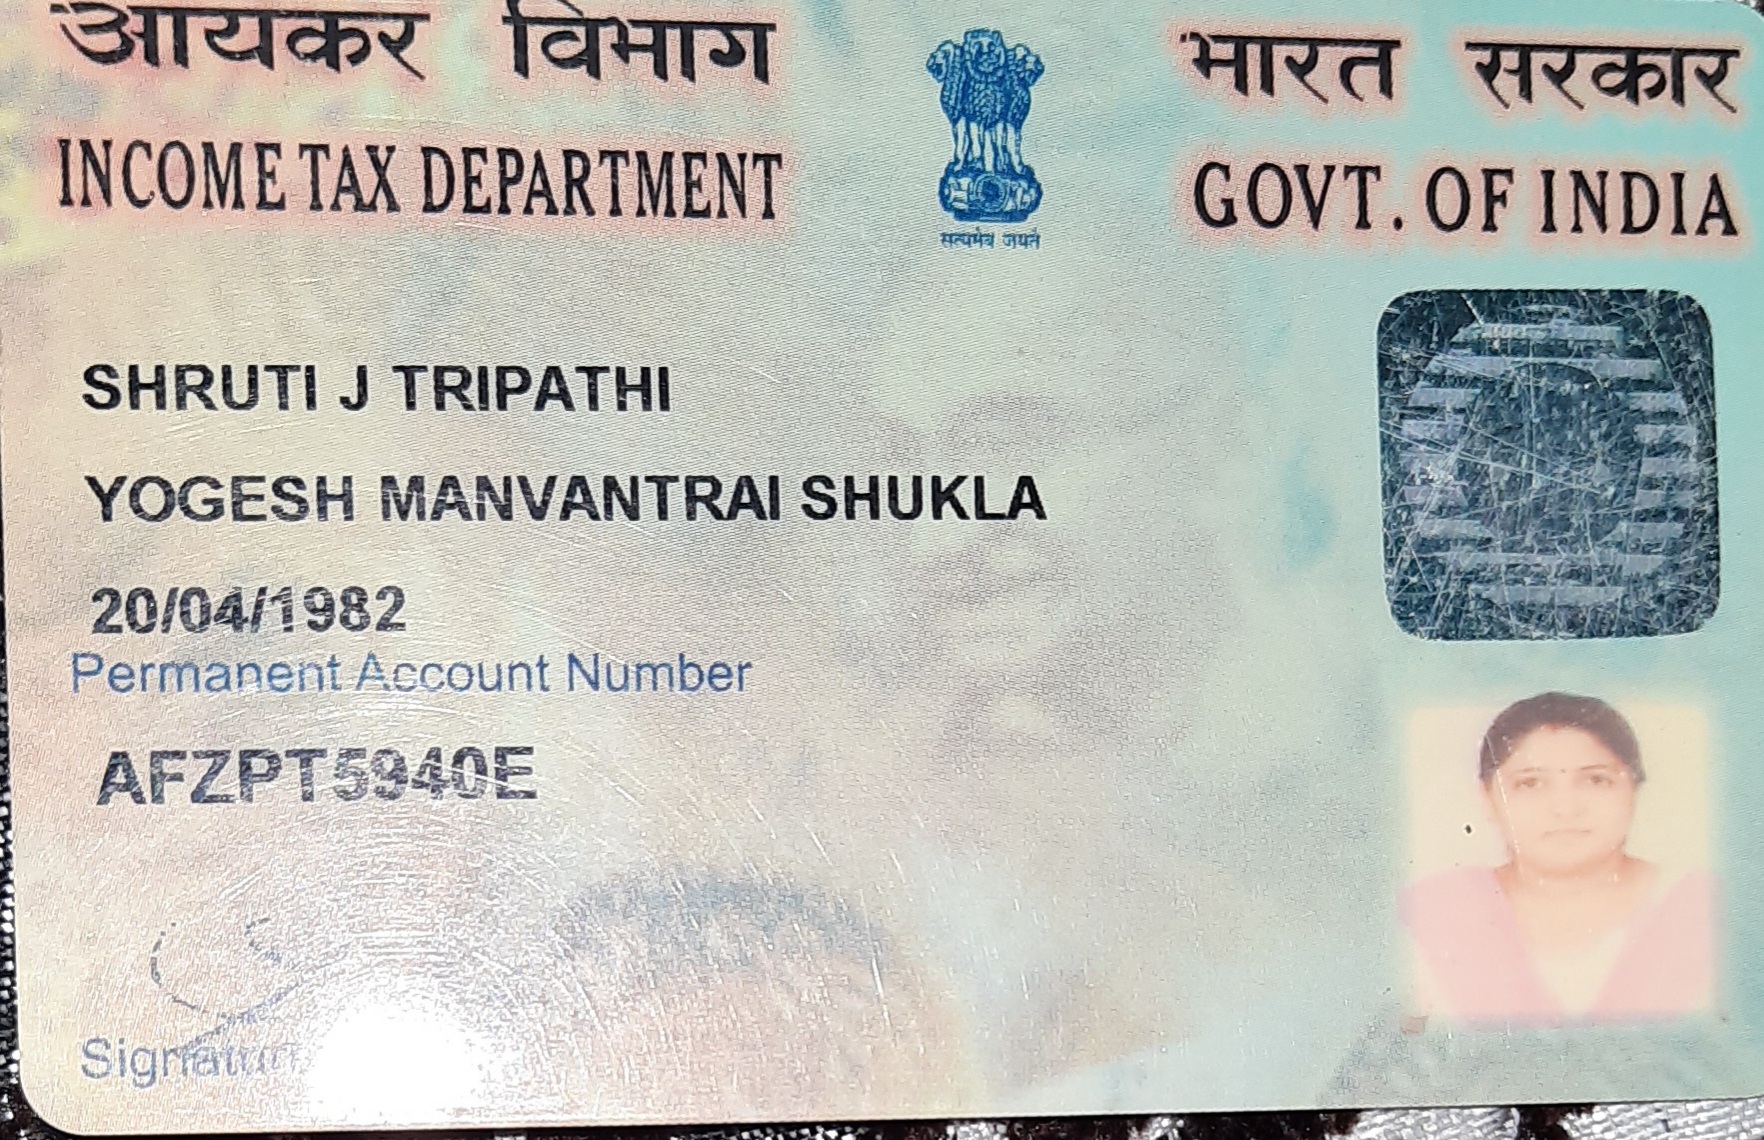 आयकर विभाग
भारत सरकार
INCOME TAX DEPARTMENT
GOVT. OF INDIA
सत्यमेव जयते
SHRUTI J TRIPATHI
YOGESH MANVANTRAI SHUKLA
20/04/1982
Permanent Account Number
AFZPT5940E